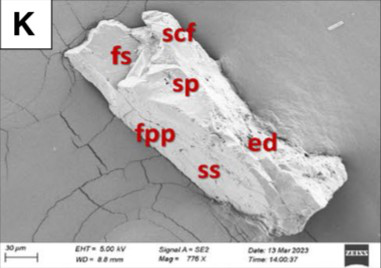 K
scf
fs
sp
fpp
ed
ss
30 µm
EHT = 5.00 kV
Signal A = SE2
Date: 13 Mar 2023
WD = 8.8 mm
Mag = 776 X
Time: 14:00:37
ZEISS